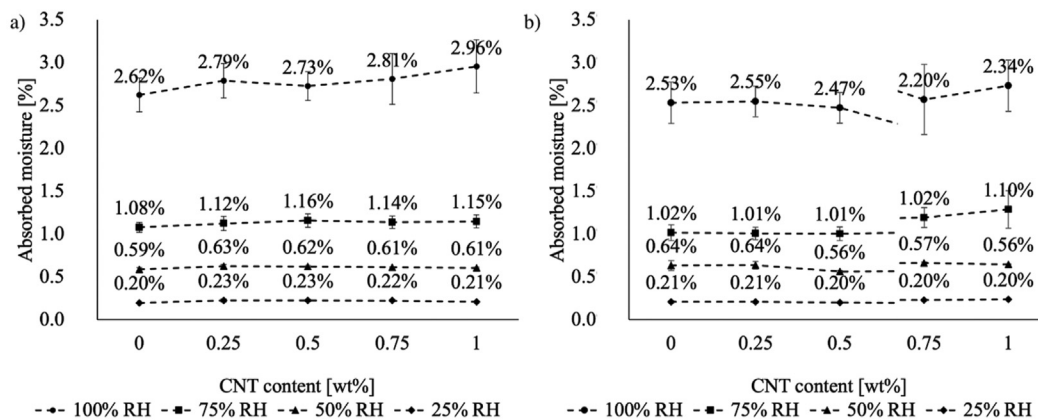 a)
Absorbed moisture [%]
3.5
3.0
2.5
2.0
1.5
1.0
0.5
0.0
2.62% 2.79% 2.73% 2.81% 2.96%
1.08% 1.12% 1.16% 1.14% 1.15%
0.59% 0.63% 0.62% 0.61% 0.61%
0.20% 0.23% 0.23% 0.22% 0.21%
0 0.25 0.5 0.75 1
CNT content [wt%]
100% RH 75% RH 50% RH 25% RH
b)
Absorbed moisture [%]
3.5
3.0
2.5
2.0
1.5
1.0
0.5
0.0
2.53% 2.55% 2.47% 2.20% 2.34%
1.02% 1.01% 1.01% 1.02% 1.10%
0.64% 0.64% 0.56% 0.57% 0.56%
0.21% 0.21% 0.20% 0.20% 0.20%
0 0.25 0.5 0.75 1
CNT content [wt%]
100% RH 75% RH 50% RH 25% RH